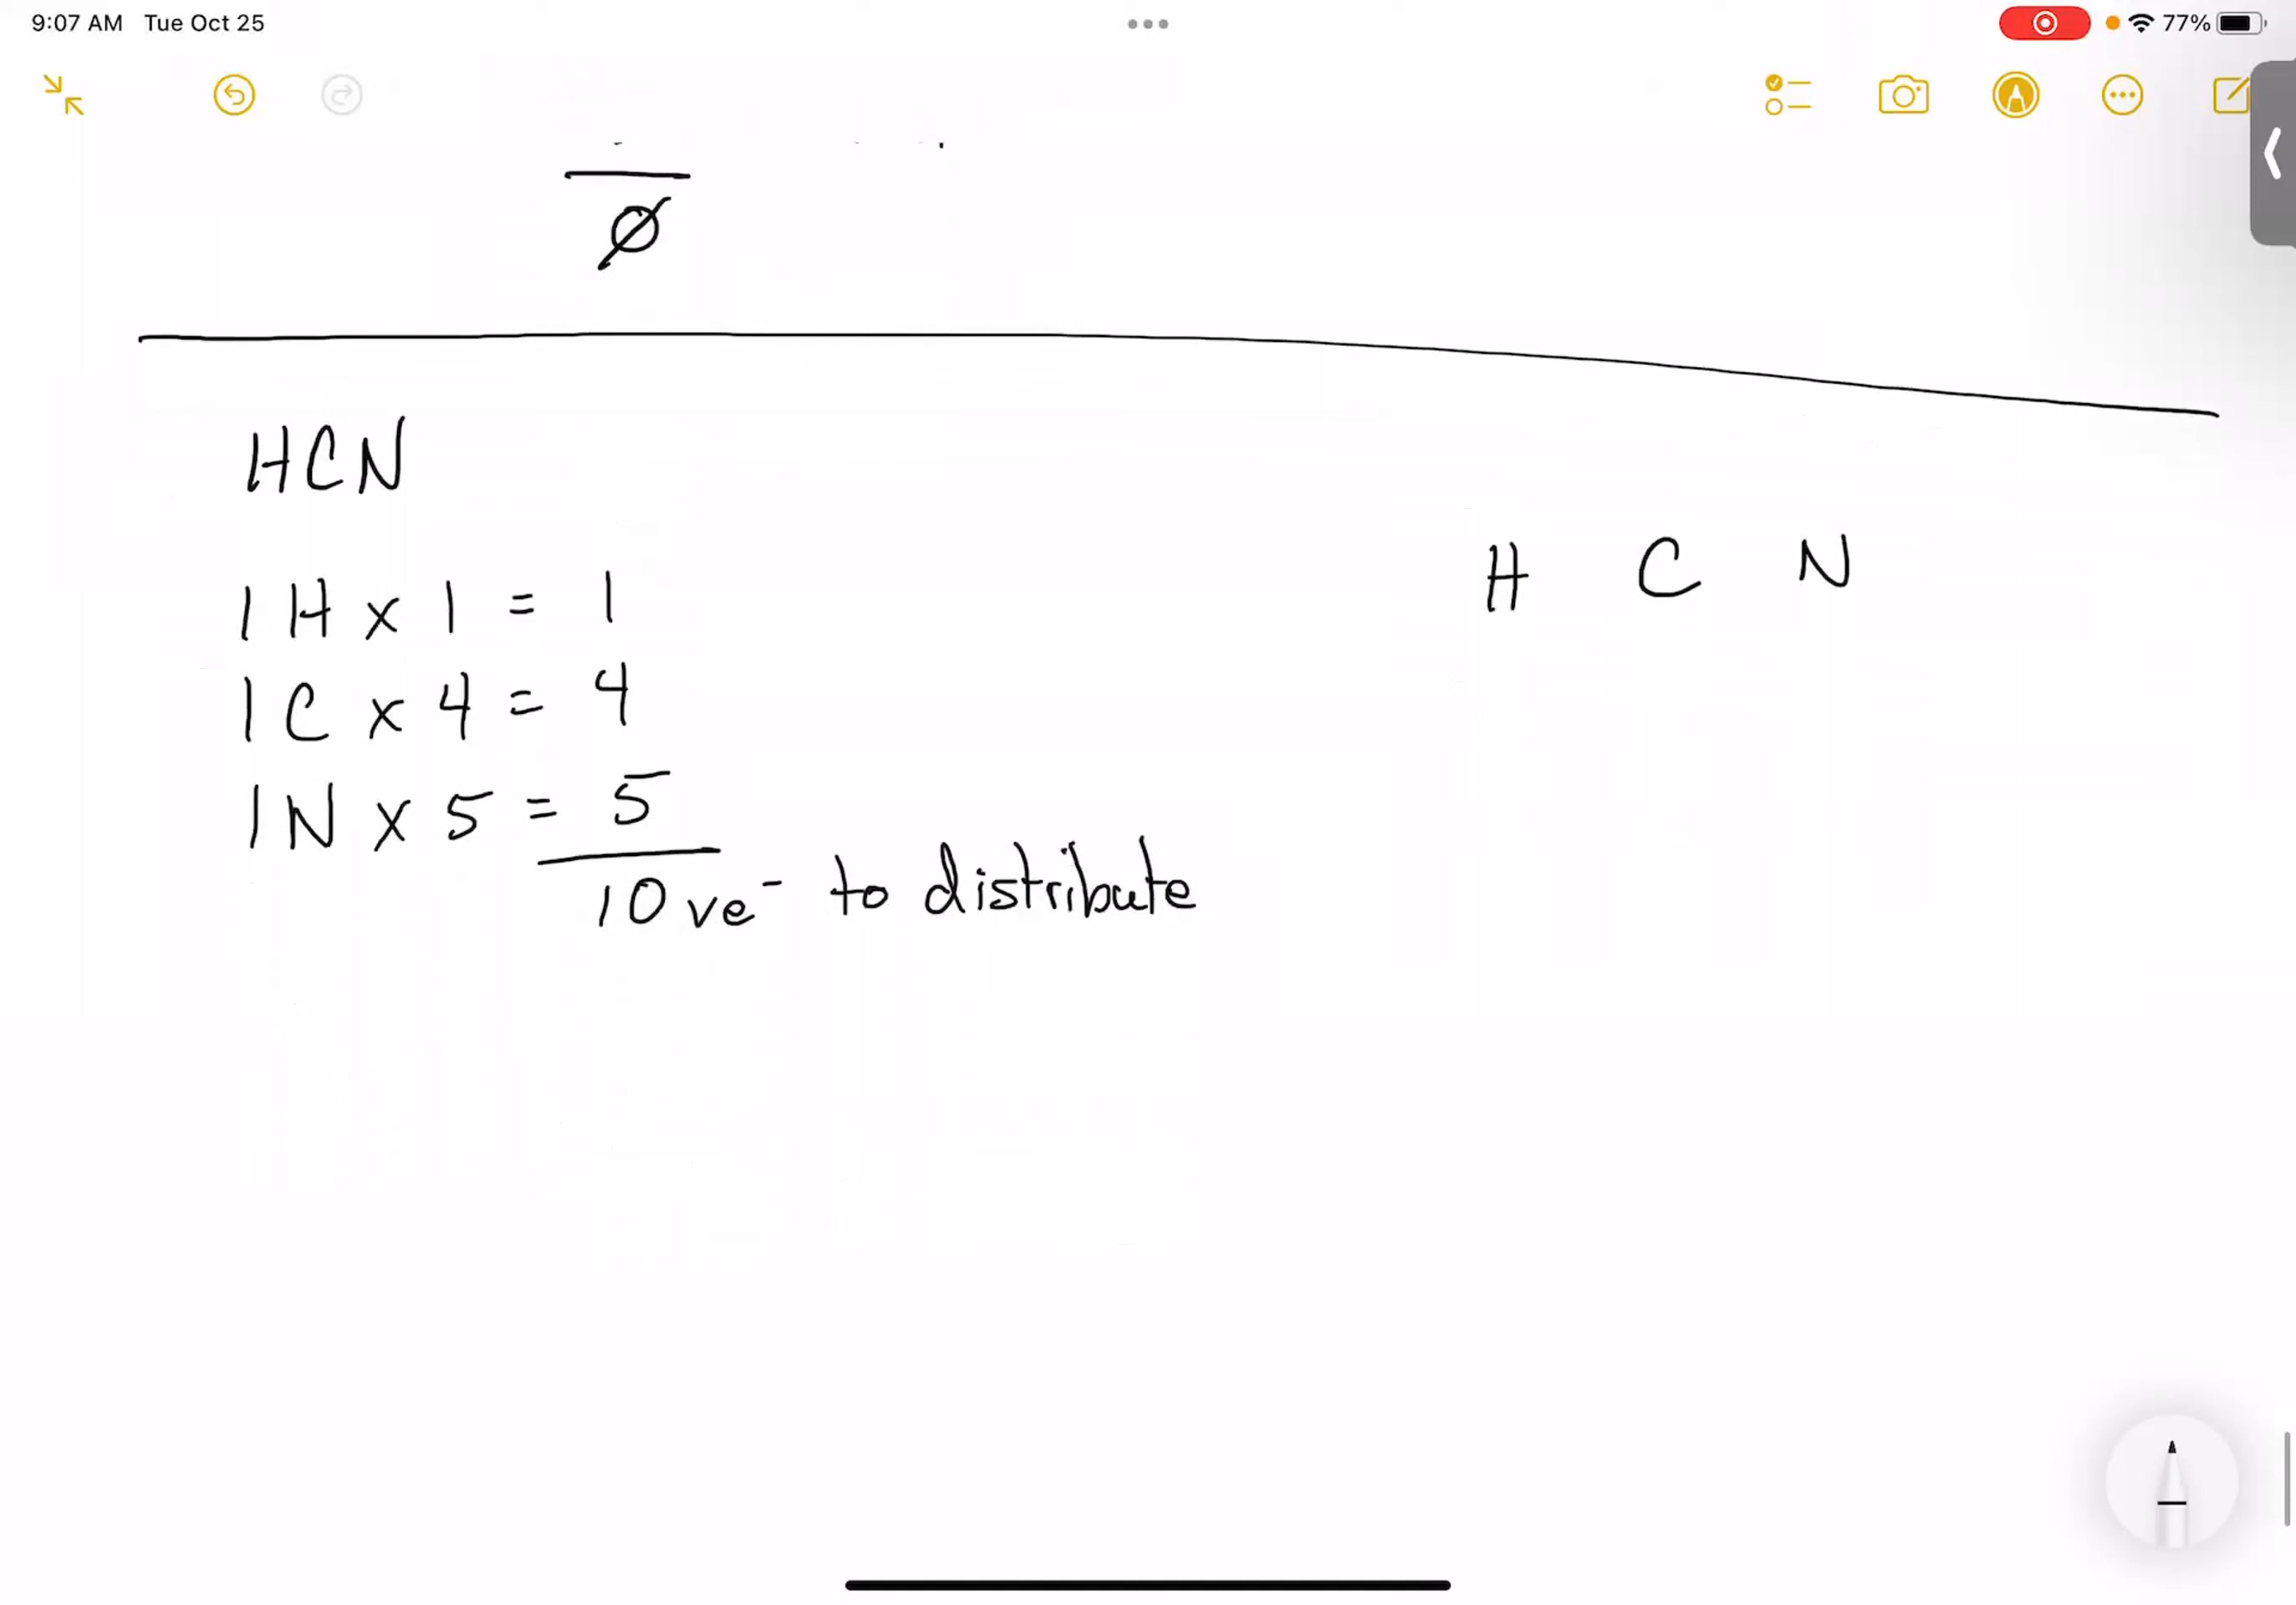 9:07 AM Tue Oct 25 77%
Ø
HCN
H C N
1 H x 1 = 1
1 C x 4 = 4
1 N x 5 = 5
10 ve⁻ to distribute